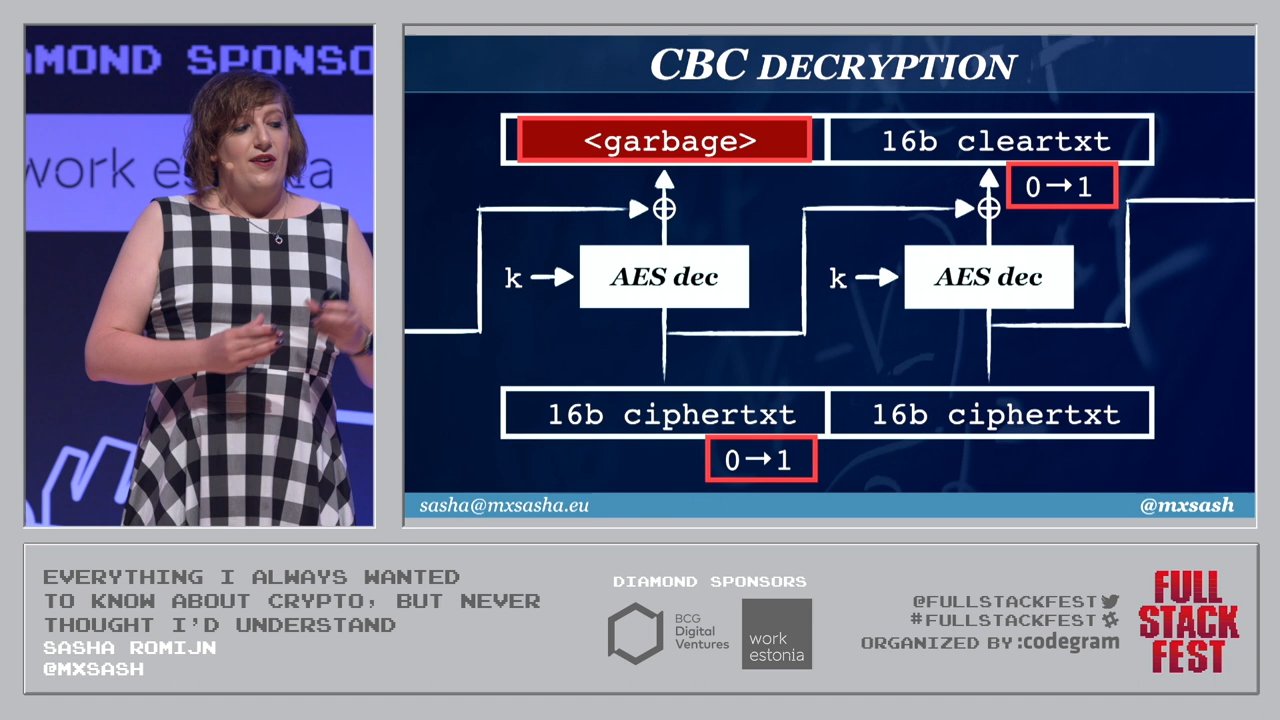 MOND SPONSO
work es ia
CBC DECRYPTION
<garbage>
16b cleartxt
0→1
k
AES dec
k
AES dec
16b ciphertxt
16b ciphertxt
0→1
sasha@mxsasha.eu
@mxsash
EVERYTHING I ALWAYS WANTED
TO KNOW ABOUT CRYPTO, BUT NEVER
THOUGHT I'D UNDERSTAND
SASHA ROMIJN
@MXSASH
DIAMOND SPONSORS
BCG
Digital
Ventures
work
estonia
@FULLSTACKFEST
#FULLSTACKFEST
ORGANIZED BY :codegram
FULL
STACK
FEST